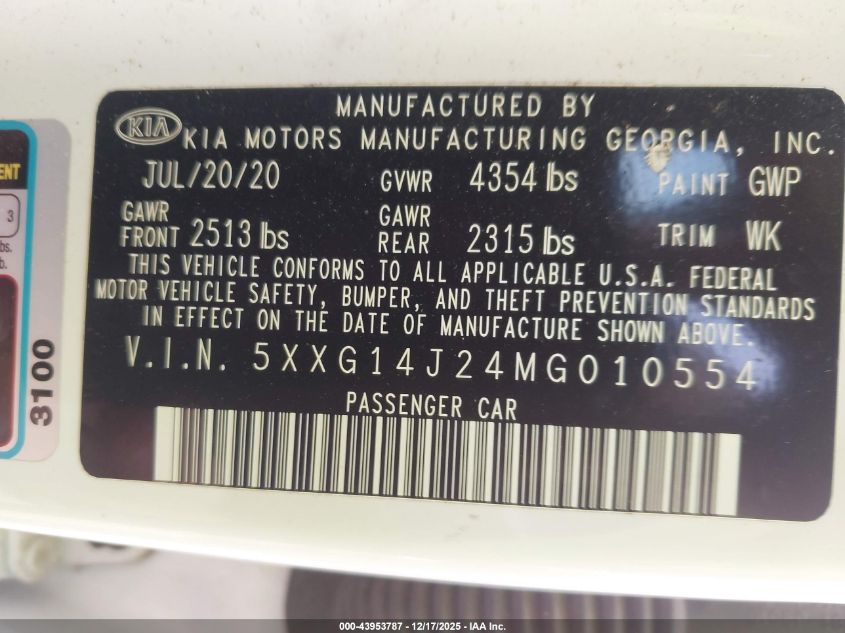 MANUFACTURED BY
KIA KIA MOTORS MANUFACTURING GEORGIA, INC.
JUL/20/20 GVWR 4354 lbs PAINT GWP
GAWR FRONT 2513 lbs GAWR REAR 2315 lbs TRIM WK
THIS VEHICLE CONFORMS TO ALL APPLICABLE U.S.A. FEDERAL
MOTOR VEHICLE SAFETY, BUMPER, AND THEFT PREVENTION STANDARDS
IN EFFECT ON THE DATE OF MANUFACTURE SHOWN ABOVE.
V.I.N. 5XXG14J24MG010554
PASSENGER CAR
3
3100
000-43953787 - 12/17/2025 - IAA Inc.